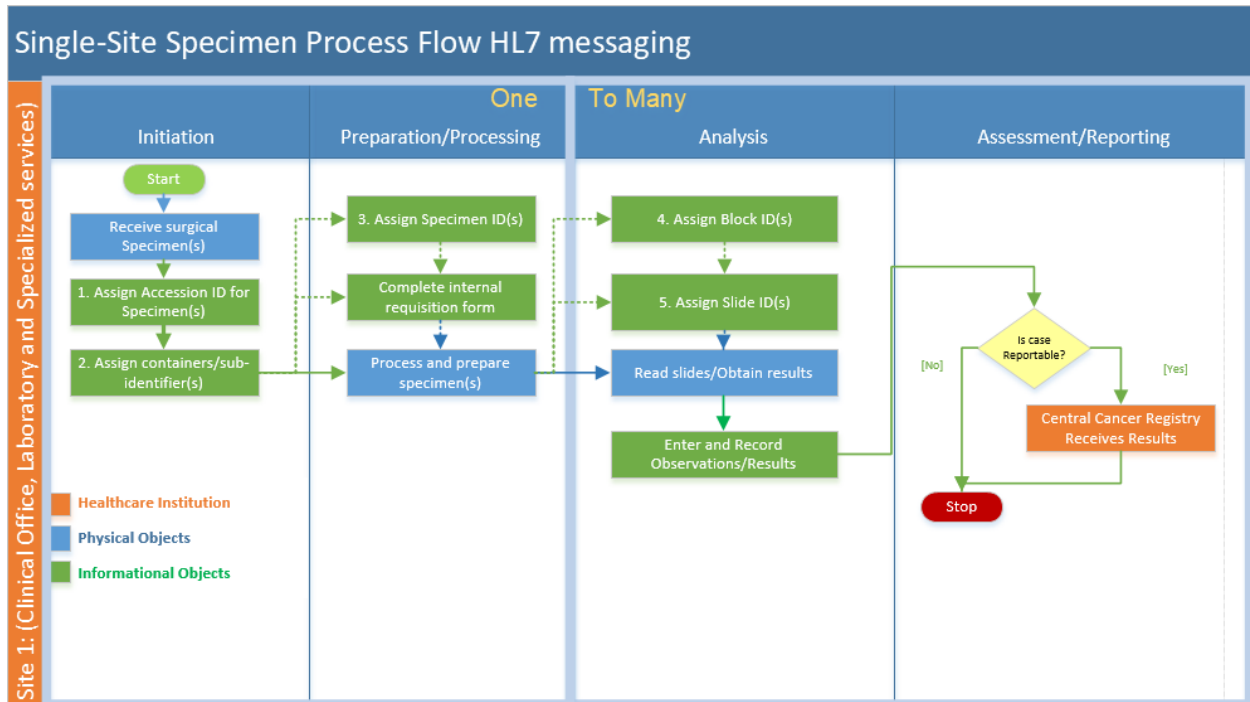 Single-Site Specimen Process Flow HL7 messaging
Site 1: (Clinical Office, Laboratory and Specialized services)
One
To Many
Initiation
Preparation/Processing
Analysis
Assessment/Reporting
Start
Receive surgical
Specimen(s)
1. Assign Accession ID for
Specimen(s)
2. Assign containers/sub-
identifier(s)
3. Assign Specimen ID(s)
Complete internal
requisition form
Process and prepare
specimen(s)
4. Assign Block ID(s)
5. Assign Slide ID(s)
Read slides/Obtain results
Enter and Record
Observations/Results
Is case
Reportable?
[No]
[Yes]
Central Cancer Registry
Receives Results
Stop
Healthcare Institution
Physical Objects
Informational Objects